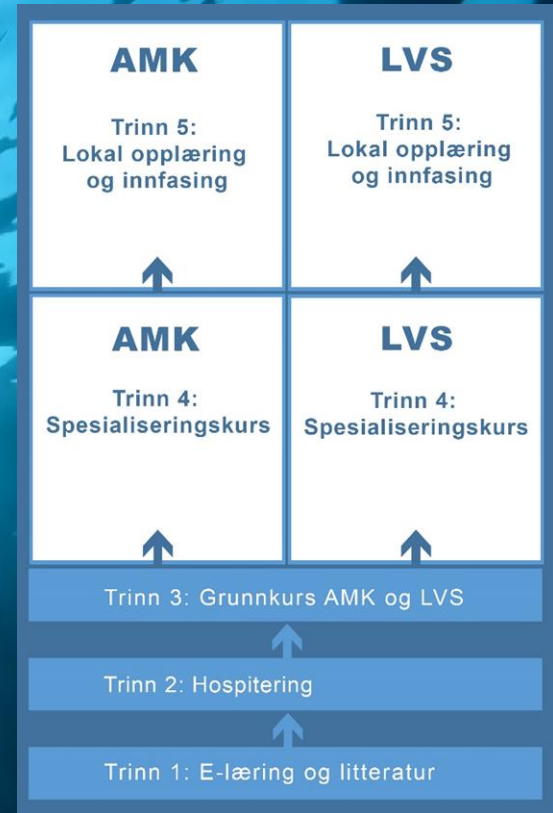 AMK
Trinn 5:
Lokal opplæring
og innfasing
LVS
Trinn 5:
Lokal opplæring
og innfasing
AMK
Trinn 4:
Spesialiseringskurs
LVS
Trinn 4:
Spesialiseringskurs
Trinn 3: Grunnkurs AMK og LVS
Trinn 2: Hospitering
Trinn 1: E-læring og litteratur